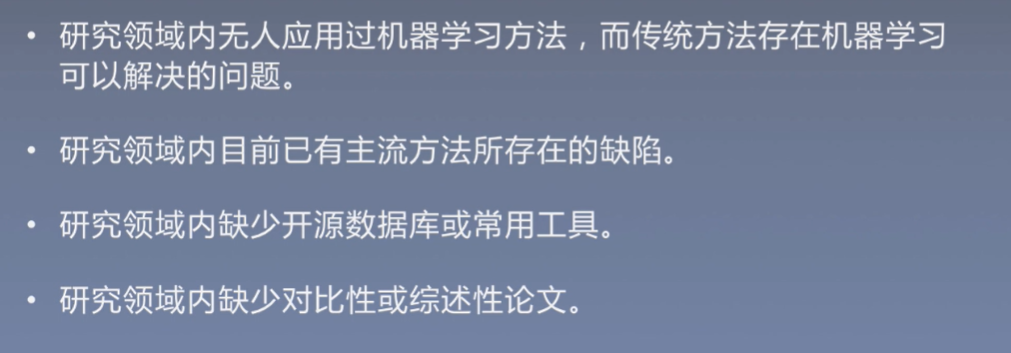 • 研究领域内无人应用过机器学习方法，而传统方法存在机器学习
可以解决的问题。
• 研究领域内目前已有主流方法所存在的缺陷。
• 研究领域内缺少开源数据库或常用工具。
• 研究领域内缺少对比性或综述性论文。